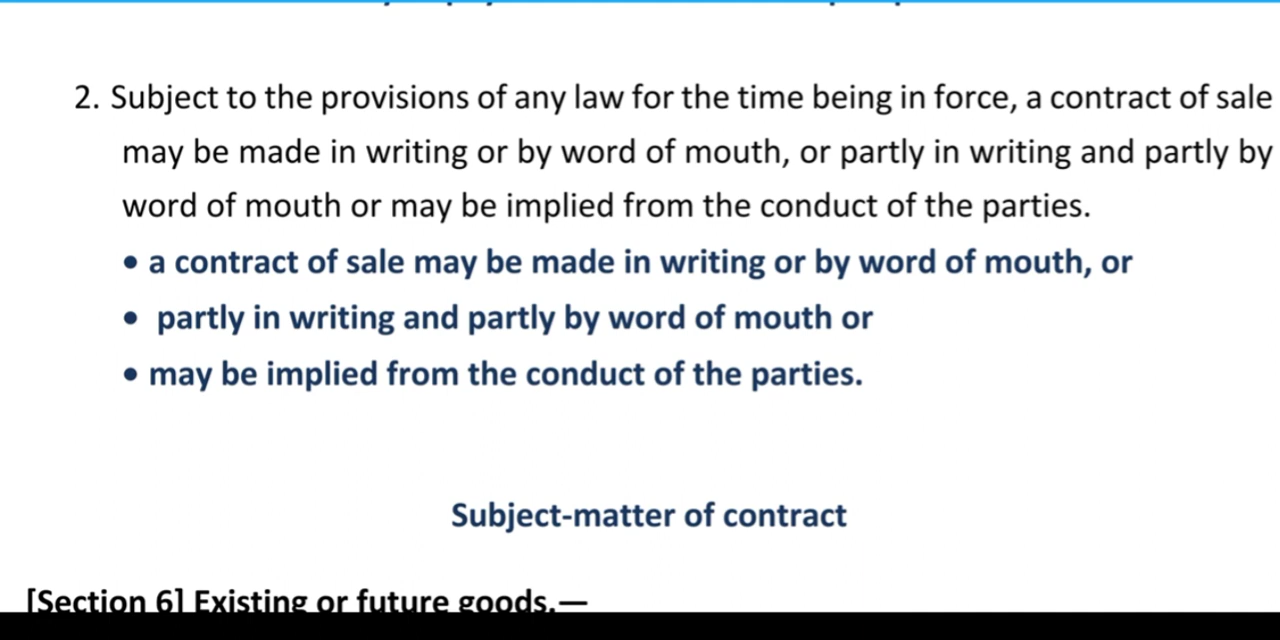 2. Subject to the provisions of any law for the time being in force, a contract of sale
may be made in writing or by word of mouth, or partly in writing and partly by
word of mouth or may be implied from the conduct of the parties.
• a contract of sale may be made in writing or by word of mouth, or
• partly in writing and partly by word of mouth or
• may be implied from the conduct of the parties.
Subject-matter of contract
[Section 6] Existing or future goods.—